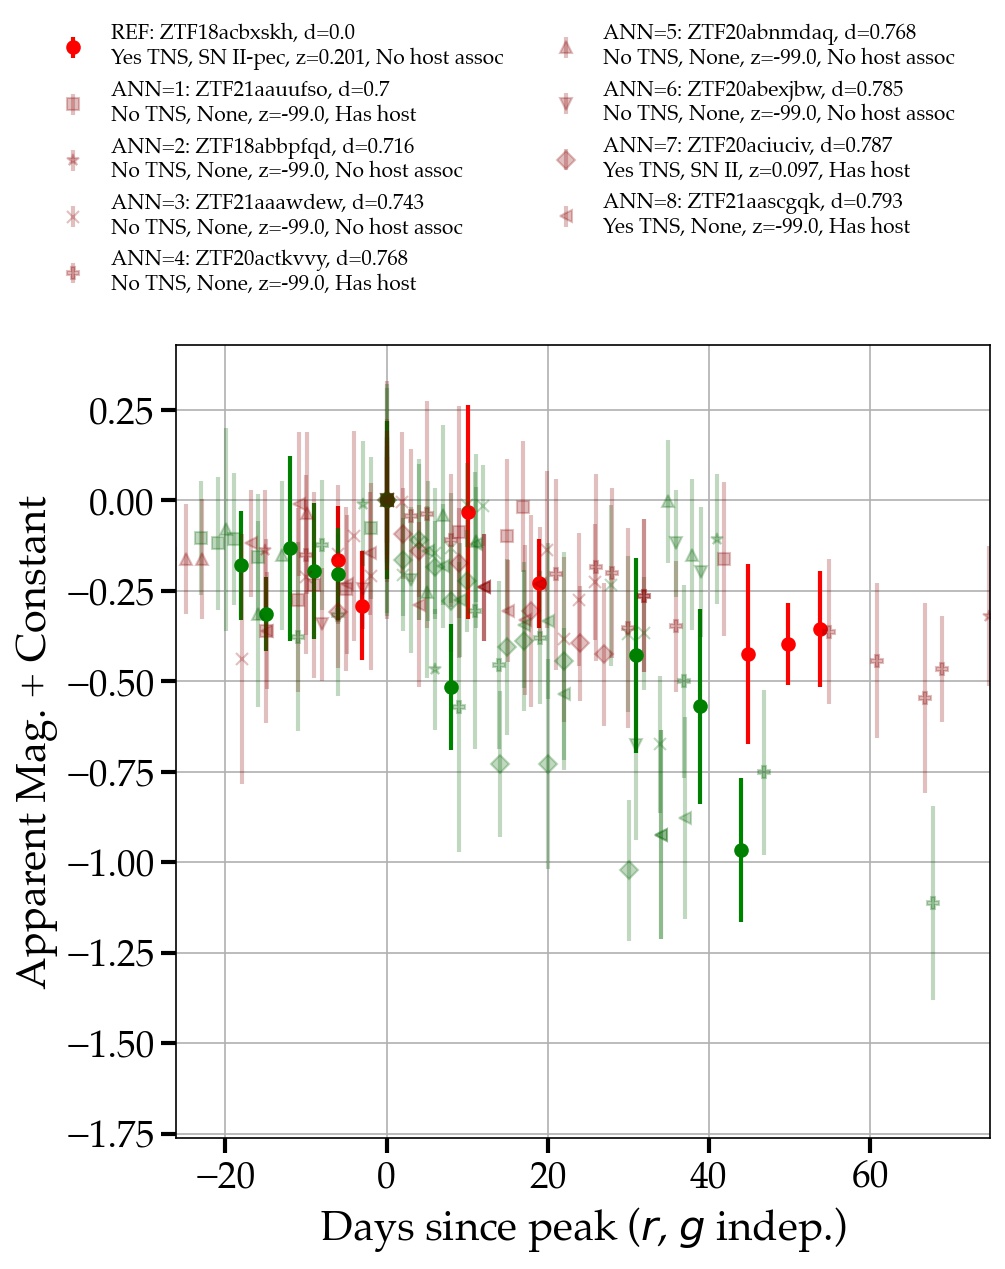 REF: ZTF18acbxskh, d=0.0
Yes TNS, SN II-pec, z=0.201, No host assoc
ANN=1: ZTF21aauufso, d=0.7
No TNS, None, z=-99.0, Has host
ANN=2: ZTF18abbpfqd, d=0.716
No TNS, None, z=-99.0, No host assoc
ANN=3: ZTF21aaawdew, d=0.743
No TNS, None, z=-99.0, No host assoc
ANN=4: ZTF20actkvvy, d=0.768
No TNS, None, z=-99.0, Has host
ANN=5: ZTF20abnmdaq, d=0.768
No TNS, None, z=-99.0, No host assoc
ANN=6: ZTF20abexjbw, d=0.785
No TNS, None, z=-99.0, No host assoc
ANN=7: ZTF20aciuciv, d=0.787
Yes TNS, SN II, z=0.097, Has host
ANN=8: ZTF21aascgqk, d=0.793
Yes TNS, None, z=-99.0, Has host
Apparent Mag. + Constant
0.25
0.00
−0.25
−0.50
−0.75
−1.00
−1.25
−1.50
−1.75
−20
0
20
40
60
Days since peak (r, g indep.)